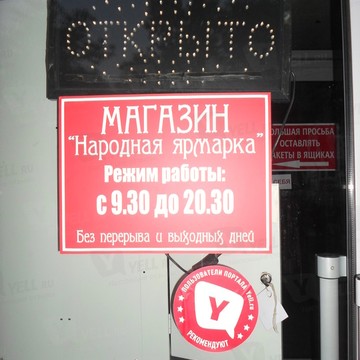 ОТКРЫТО
МАГАЗИН
"Народная ярмарка"
Режим работы:
с 9.30 до 20.30
Без перерыва и выходных дней
БОЛЬШАЯ ПРОСЬБА
ОСТАВЛЯТЬ
ПАКЕТЫ В ЯЩИКАХ
ПОЛЬЗОВАТЕЛИ ПОРТАЛА Yell.ru
РЕКОМЕНДУЮТ